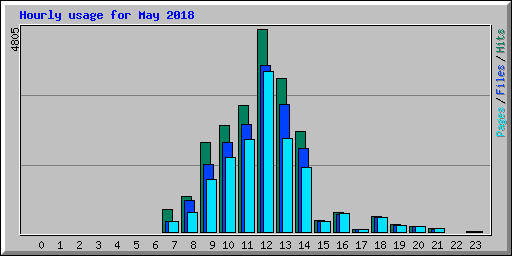 Hourly usage for May 2018
4805
Pages/Files/Hits
0 1 2 3 4 5 6 7 8 9 10 11 12 13 14 15 16 17 18 19 20 21 22 23